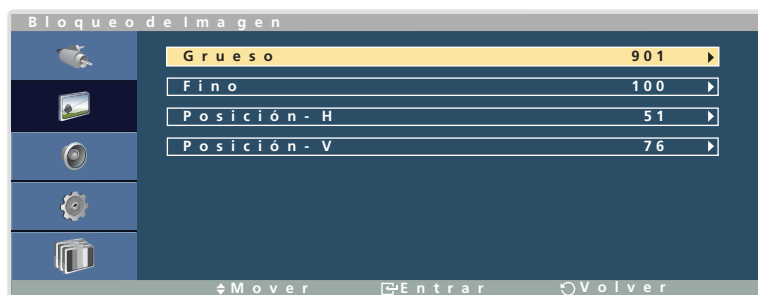 Bloqueo de Imagen
Grueso 901
Fino 100
Posición- H 51
Posición- V 76
Mover Entrar Volver